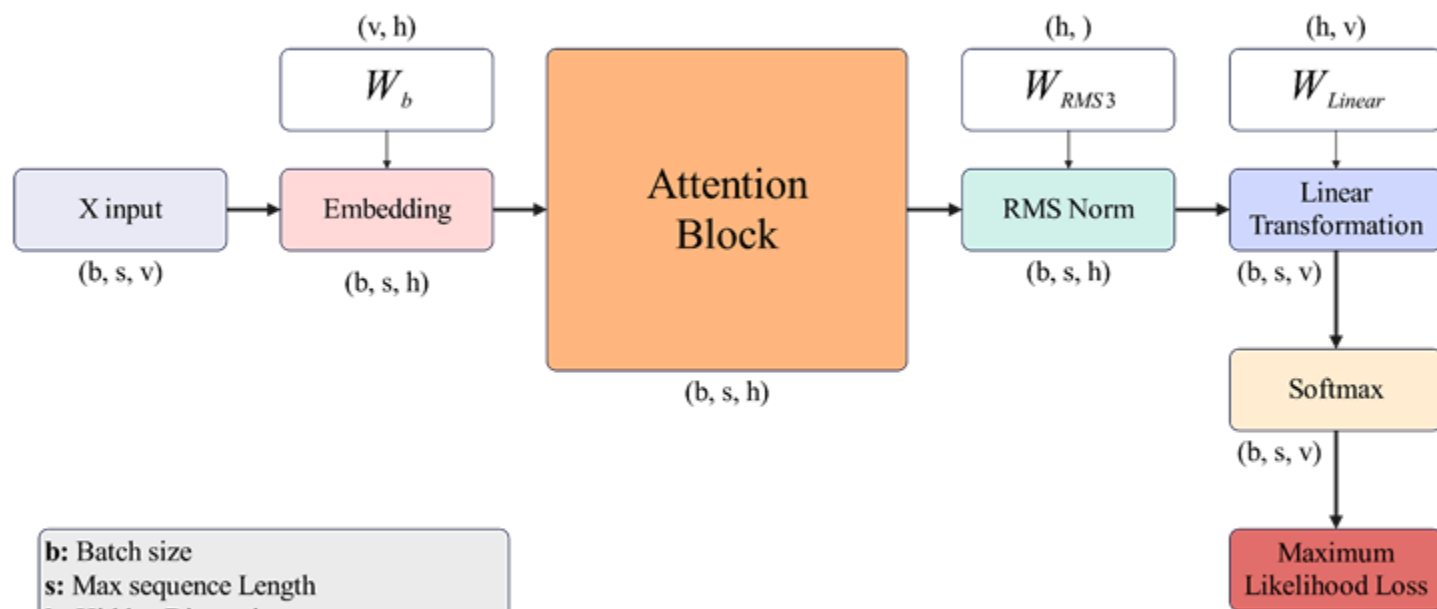 (v, h)
(h, )
(h, v)
W_b
W_RMS3
W_Linear
X input
Embedding
Attention
Block
RMS Norm
Linear
Transformation
(b, s, v)
(b, s, h)
(b, s, h)
(b, s, h)
(b, s, v)
Softmax
(b, s, v)
Maximum
Likelihood Loss
b: Batch size
s: Max sequence Length